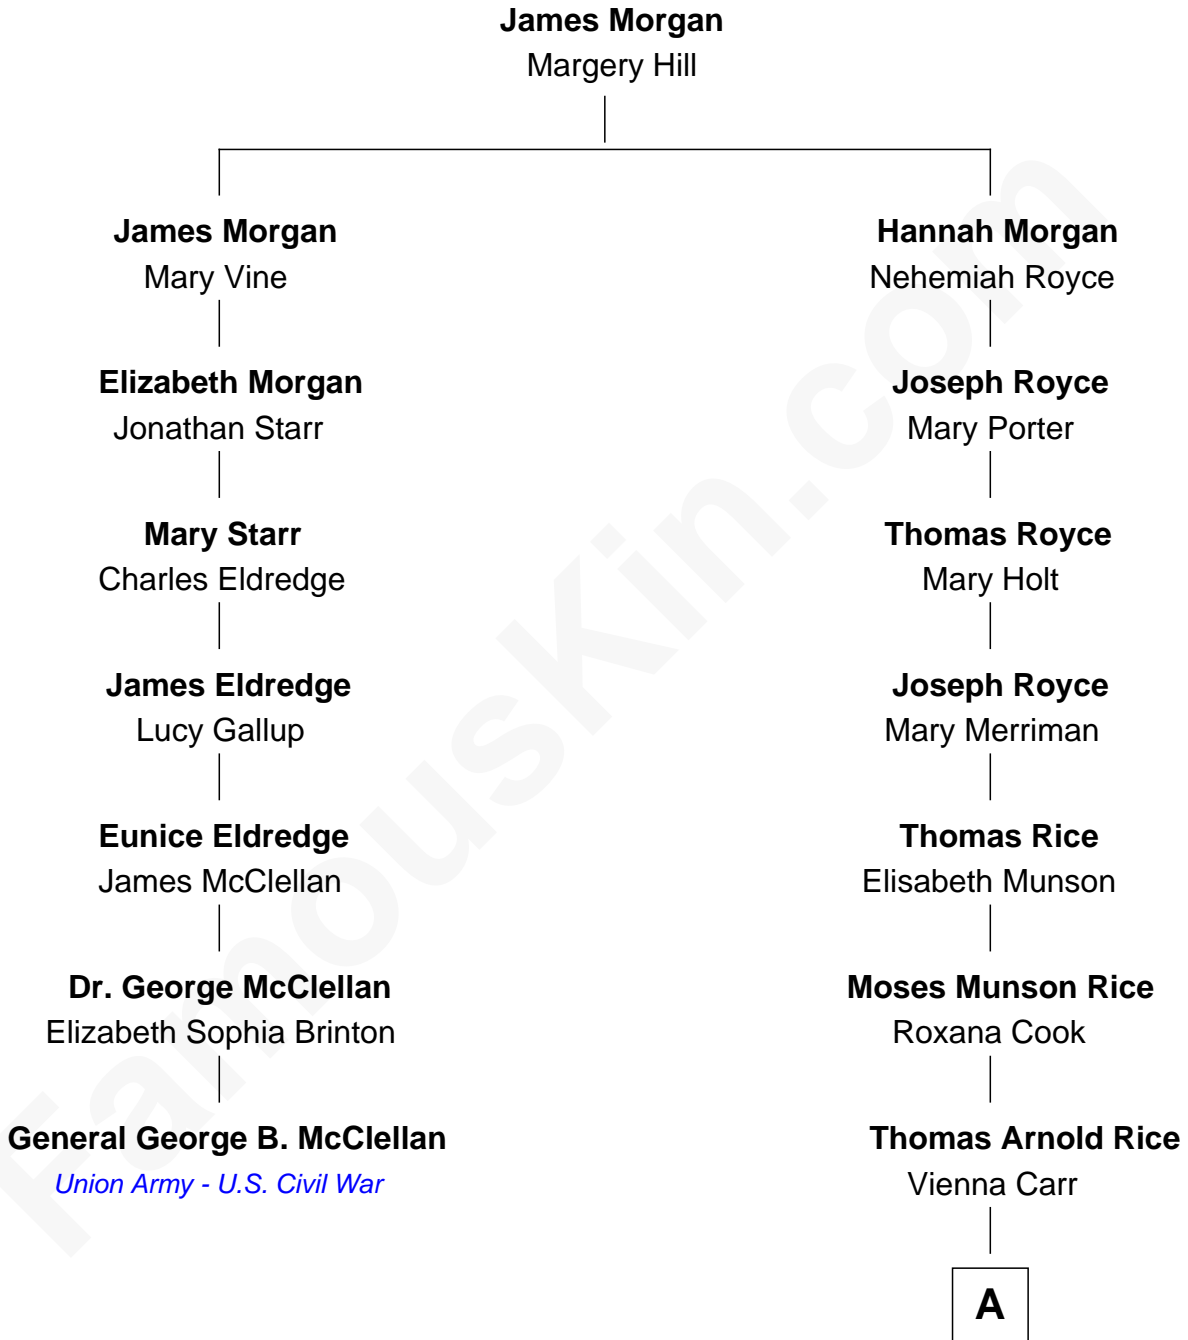 James Morgan
Margery Hill
James Morgan
Mary Vine
Hannah Morgan
Nehemiah Royce
Elizabeth Morgan
Jonathan Starr
Joseph Royce
Mary Porter
Mary Starr
Charles Eldredge
Thomas Royce
Mary Holt
James Eldredge
Lucy Gallup
Joseph Royce
Mary Merriman
Eunice Eldredge
James McClellan
Thomas Rice
Elisabeth Munson
Dr. George McClellan
Elizabeth Sophia Brinton
Moses Munson Rice
Roxana Cook
General George B. McClellan
Union Army - U.S. Civil War
Thomas Arnold Rice
Vienna Carr
A
FamousKin.com